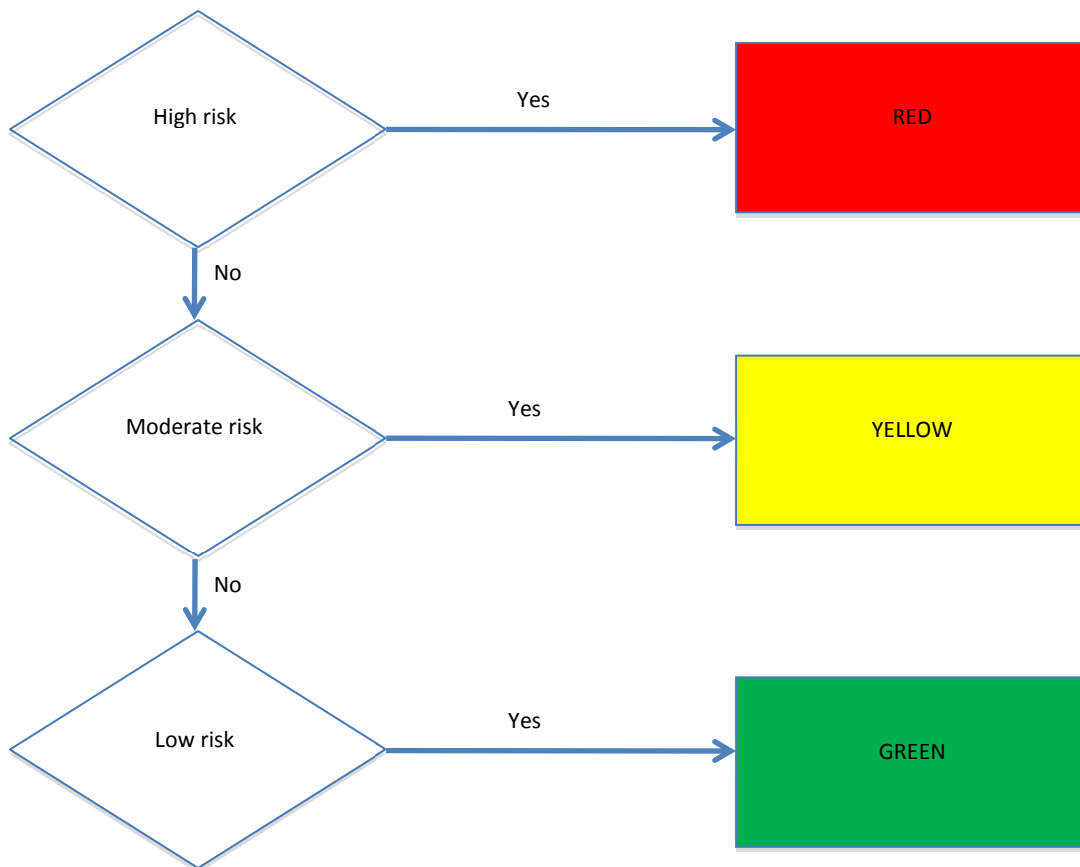 High risk
Yes
RED
No
Moderate risk
Yes
YELLOW
No
Low risk
Yes
GREEN